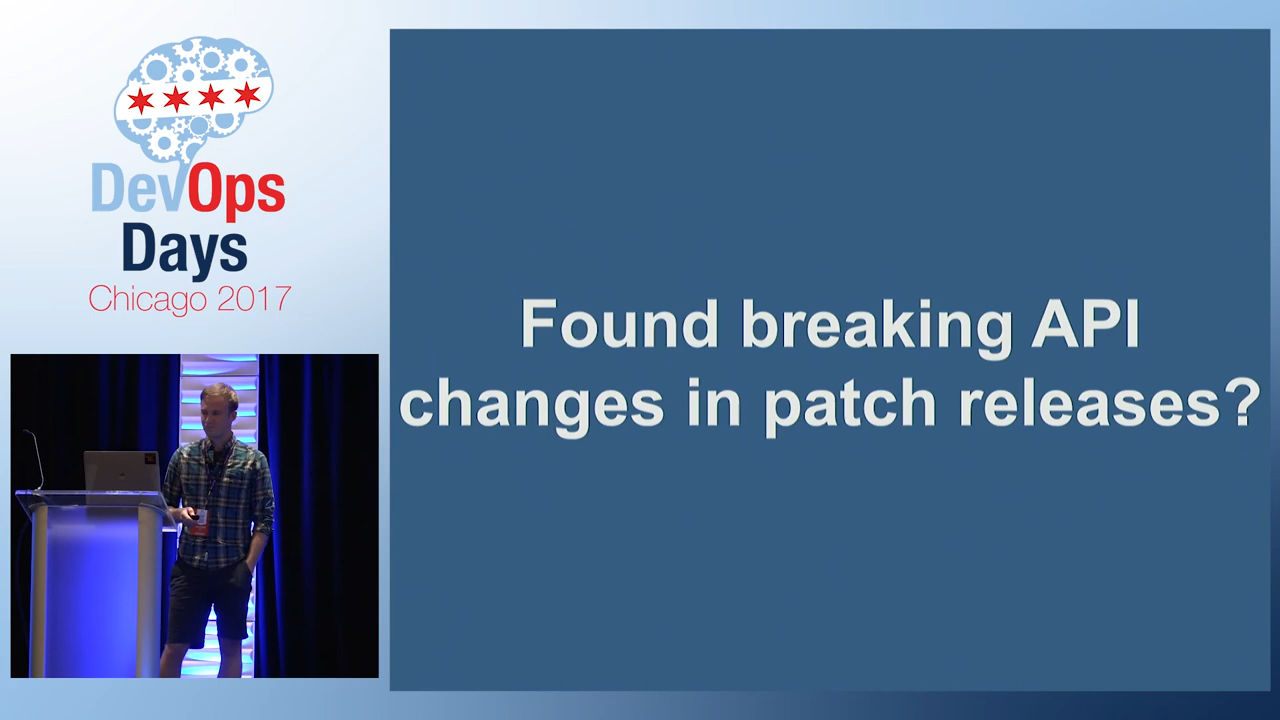 DevOps
Days
Chicago 2017
Found breaking API
changes in patch releases?